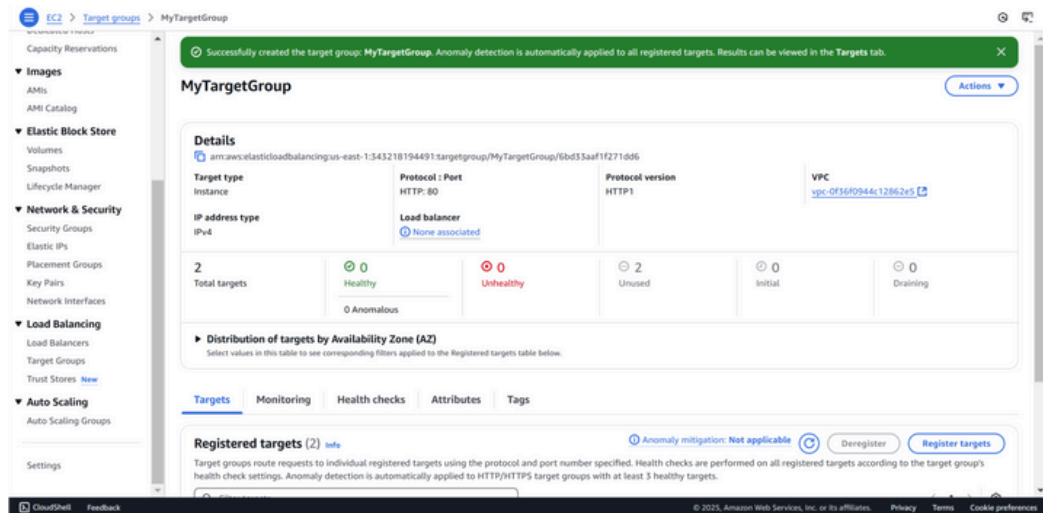 EC2 > Target groups > MyTargetGroup
Dedicated Hosts
Capacity Reservations
Images
AMIs
AMI Catalog
Elastic Block Store
Volumes
Snapshots
Lifecycle Manager
Network & Security
Security Groups
Elastic IPs
Placement Groups
Key Pairs
Network Interfaces
Load Balancing
Load Balancers
Target Groups
Trust Stores New
Auto Scaling
Auto Scaling Groups
Settings
Successfully created the target group: MyTargetGroup. Anomaly detection is automatically applied to all registered targets. Results can be viewed in the Targets tab.
MyTargetGroup
Actions
Details
arn:aws:elasticloadbalancing:us-east-1:343218194491:targetgroup/MyTargetGroup/6bd33aaf1f271dd6
Target type
Instance
Protocol : Port
HTTP: 80
Protocol version
HTTP1
VPC
vpc-0f36f0944c12862e5
IP address type
IPv4
Load balancer
None associated
2
Total targets
0
Healthy
0 Anomalous
0
Unhealthy
2
Unused
0
Initial
0
Draining
Distribution of targets by Availability Zone (AZ)
Select values in this table to see corresponding filters applied to the Registered targets table below.
Targets Monitoring Health checks Attributes Tags
Registered targets (2) Info
Anomaly mitigation: Not applicable
Deregister
Register targets
Target groups route requests to individual registered targets using the protocol and port number specified. Health checks are performed on all registered targets according to the target group's
health check settings. Anomaly detection is automatically applied to HTTP/HTTPS target groups with at least 3 healthy targets.
CloudShell Feedback
© 2025, Amazon Web Services, Inc. or its affiliates. Privacy Terms Cookie preferences